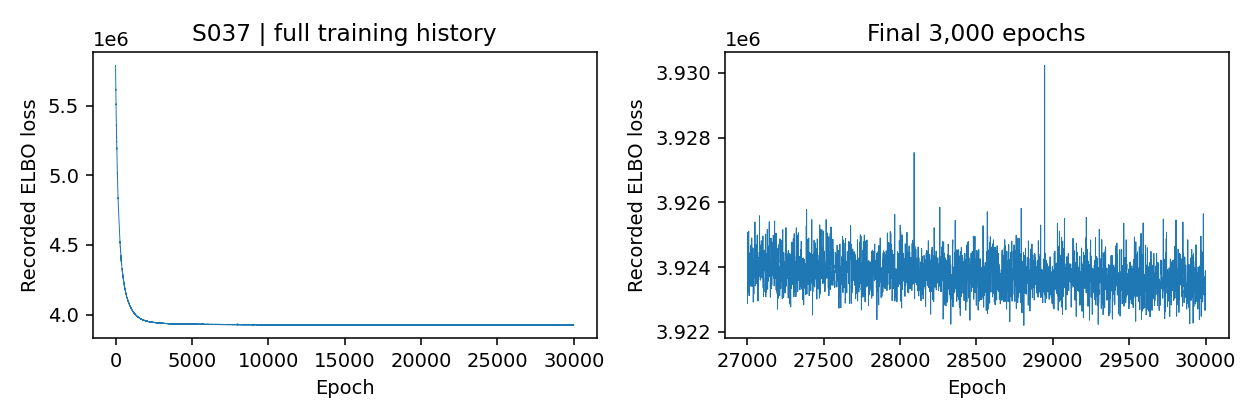 S037 | full training history
1e6
Recorded ELBO loss
5.5
5.0
4.5
4.0
0 5000 10000 15000 20000 25000 30000
Epoch
Final 3,000 epochs
1e6
Recorded ELBO loss
3.930
3.928
3.926
3.924
3.922
27000 27500 28000 28500 29000 29500 30000
Epoch